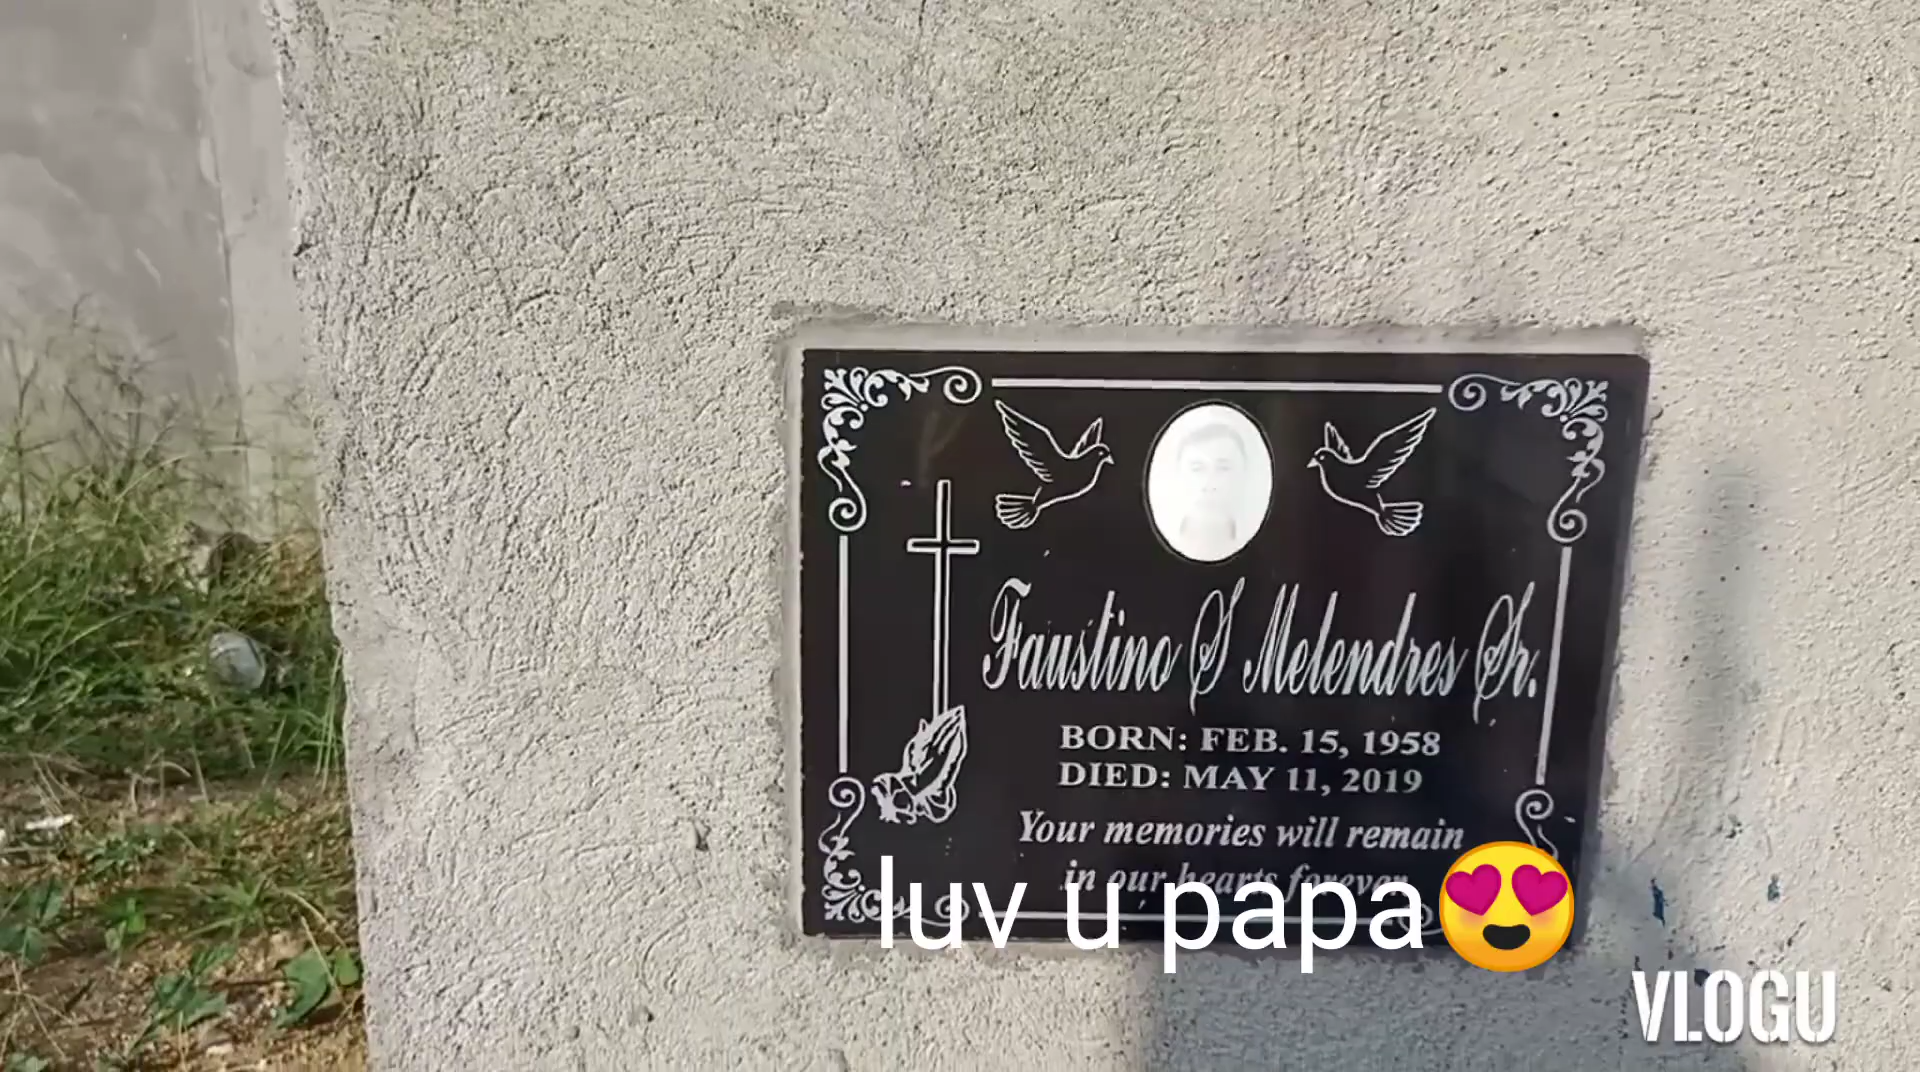 Faustino S Melendres Sr.
BORN: FEB. 15, 1958
DIED: MAY 11, 2019
Your memories will remain
in our hearts forever
luv u papa😍
VLOGU